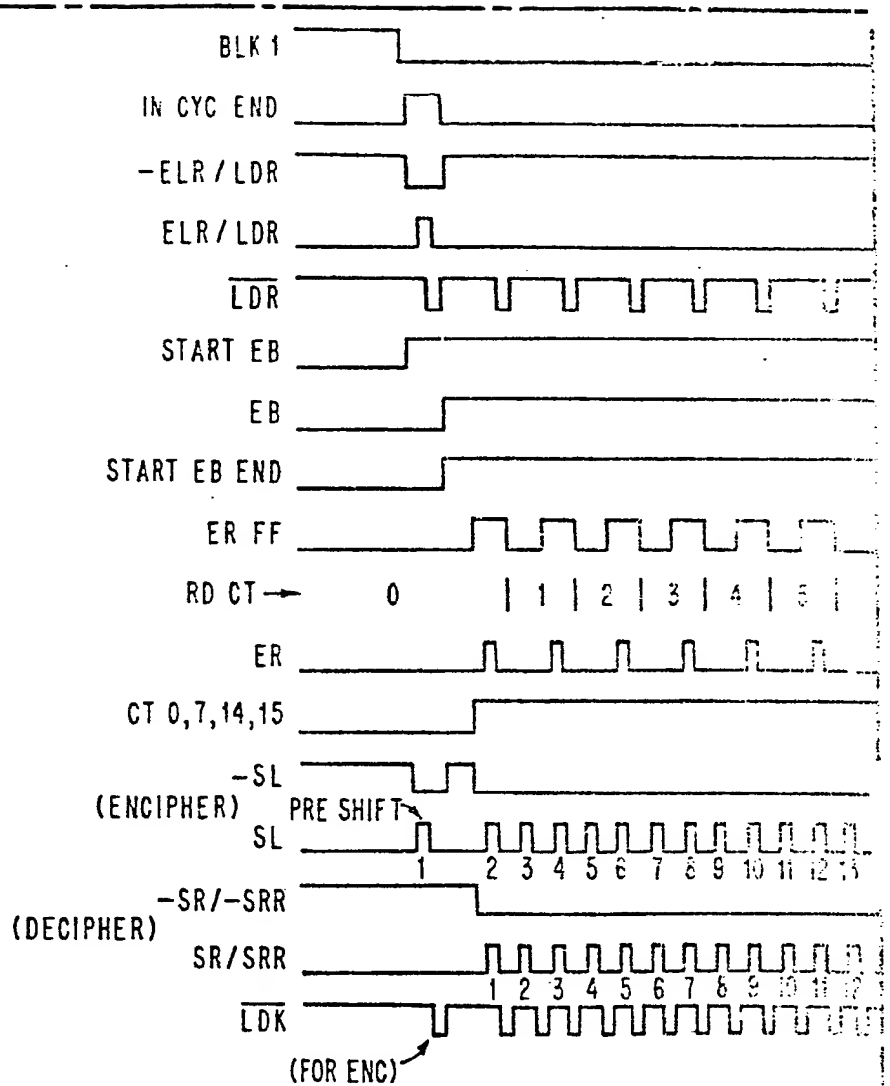 BLK 1
IN CYC END
-ELR / LDR
ELR / LDR
LDR
START EB
EB
START EB END
ER FF
RD CT → 0 | 1 | 2 | 3 | 4 | 5 |
ER
CT 0,7,14,15
-SL
(ENCIPHER) PRE SHIFT
SL
1 2 3 4 5 6 7 8 9 10 11 12 13
-SR/-SRR
(DECIPHER)
SR/SRR
1 2 3 4 5 6 7 8 9 10 11 12
LDK
(FOR ENC)